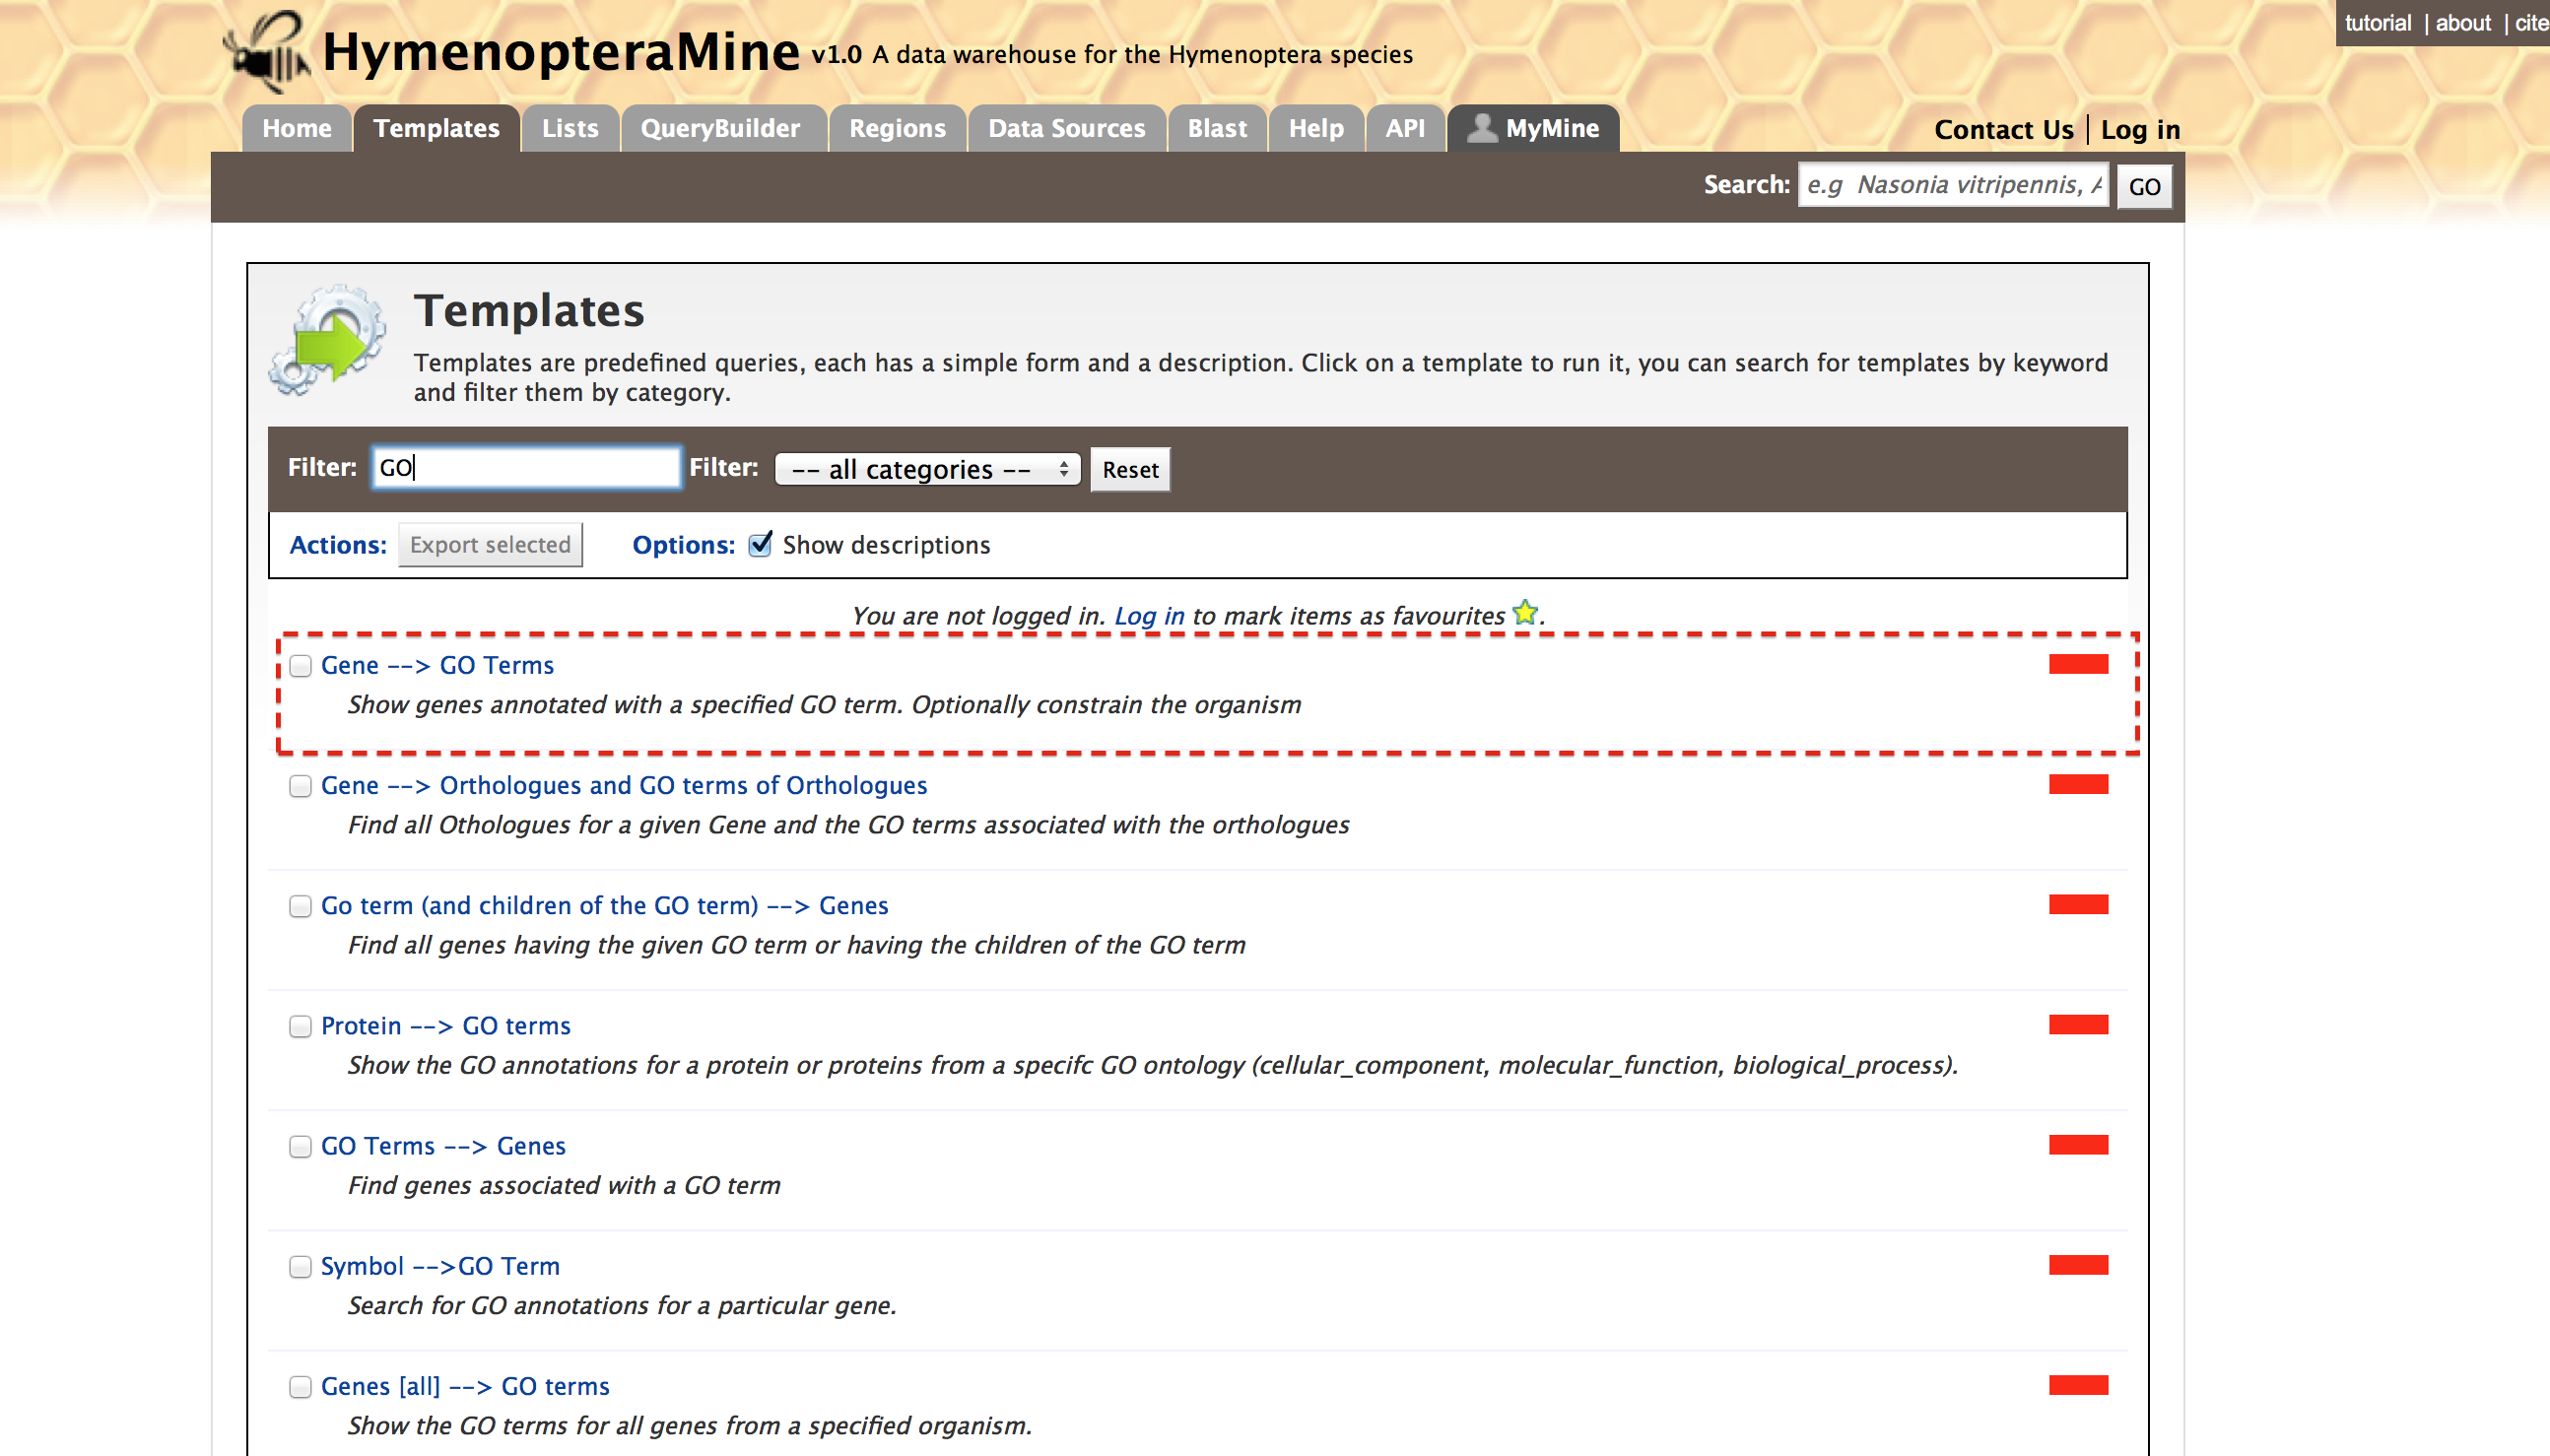 tutorial | about | cite
HymenopteraMine v1.0 A data warehouse for the Hymenoptera species
Home Templates Lists QueryBuilder Regions Data Sources Blast Help API MyMine
Contact Us | Log in
Search: e.g Nasonia vitripennis, A GO
Templates
Templates are predefined queries, each has a simple form and a description. Click on a template to run it, you can search for templates by keyword
and filter them by category.
Filter: GO Filter: -- all categories -- Reset
Actions: Export selected Options: Show descriptions
You are not logged in. Log in to mark items as favourites .
Gene --> GO Terms
Show genes annotated with a specified GO term. Optionally constrain the organism
Gene --> Orthologues and GO terms of Orthologues
Find all Othologues for a given Gene and the GO terms associated with the orthologues
Go term (and children of the GO term) --> Genes
Find all genes having the given GO term or having the children of the GO term
Protein --> GO terms
Show the GO annotations for a protein or proteins from a specifc GO ontology (cellular_component, molecular_function, biological_process).
GO Terms --> Genes
Find genes associated with a GO term
Symbol -->GO Term
Search for GO annotations for a particular gene.
Genes [all] --> GO terms
Show the GO terms for all genes from a specified organism.